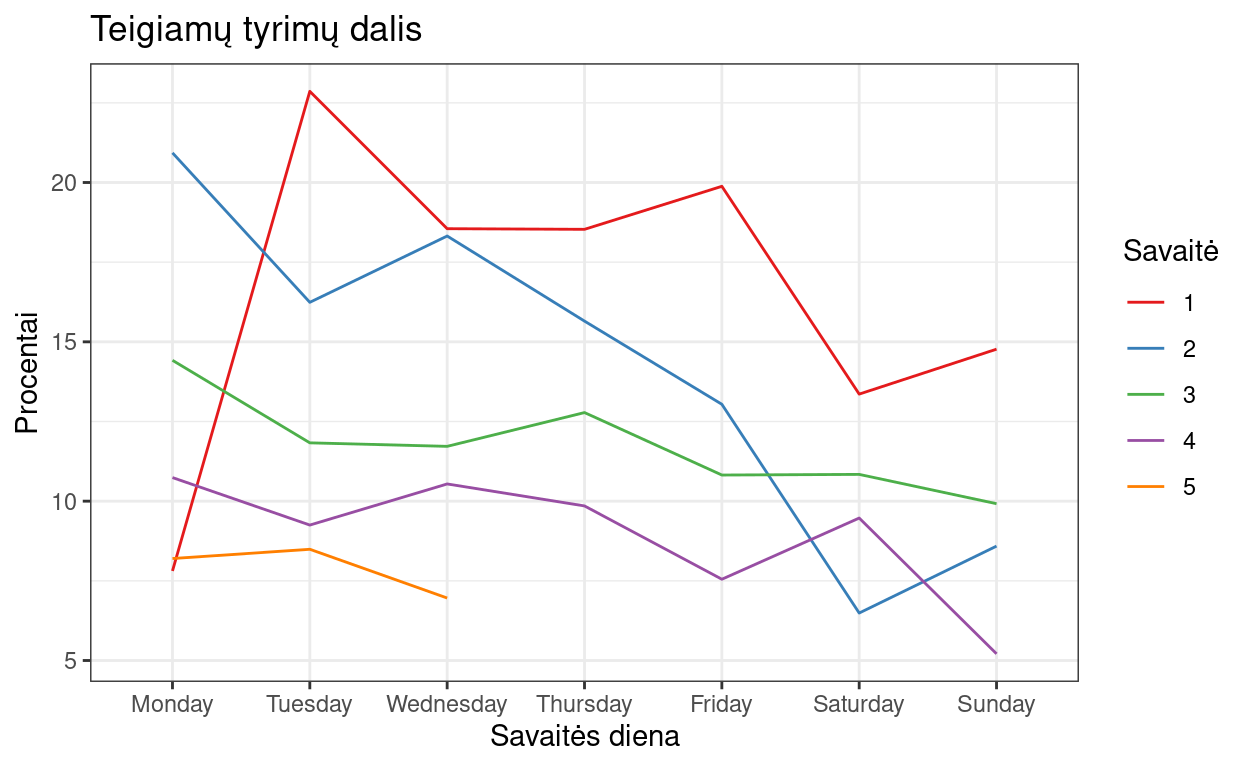 Teigiamų tyrimų dalis
Procentai
20
15
10
5
Monday Tuesday Wednesday Thursday Friday Saturday Sunday
Savaitės diena
Savaitė
1
2
3
4
5